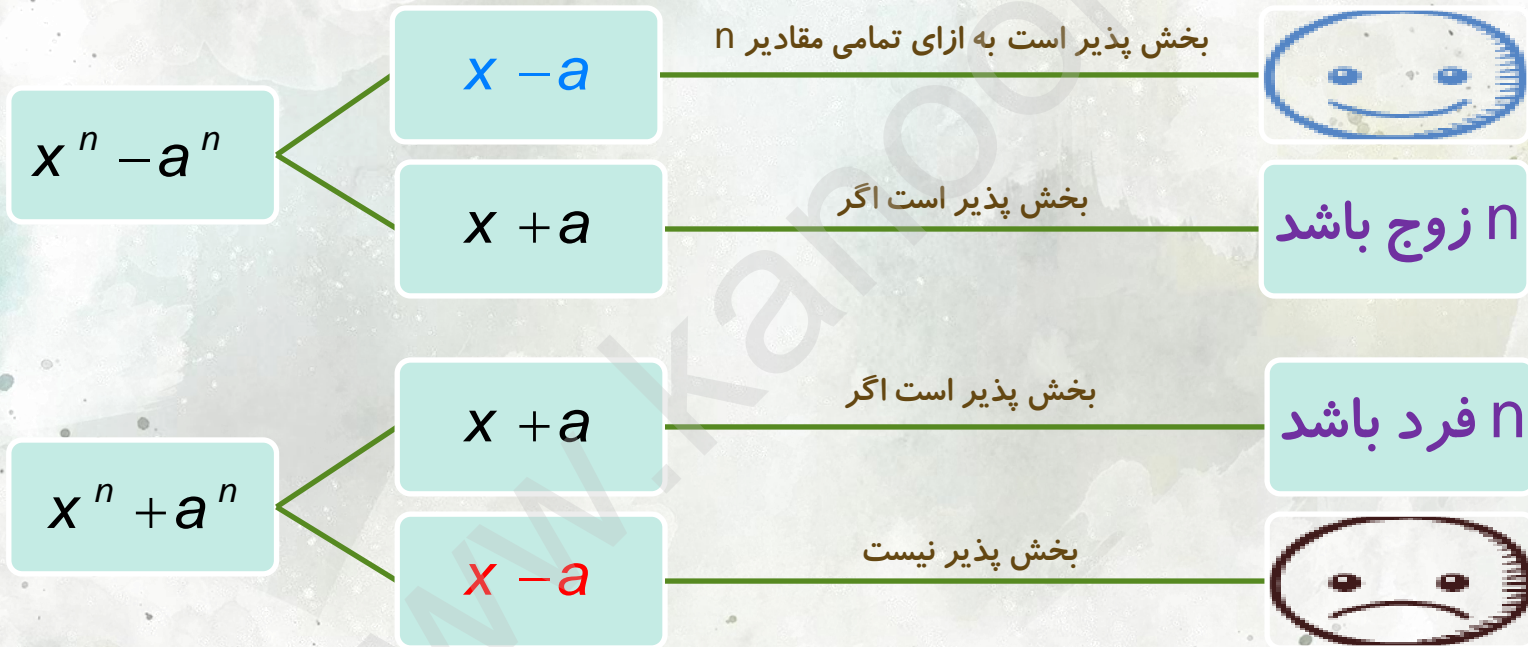 xⁿ − aⁿ
x − a
بخش پذیر است به ازای تمامی مقادیر n
x + a
بخش پذیر است اگر
n زوج باشد
xⁿ + aⁿ
x + a
بخش پذیر است اگر
n فرد باشد
x − a
بخش پذیر نیست